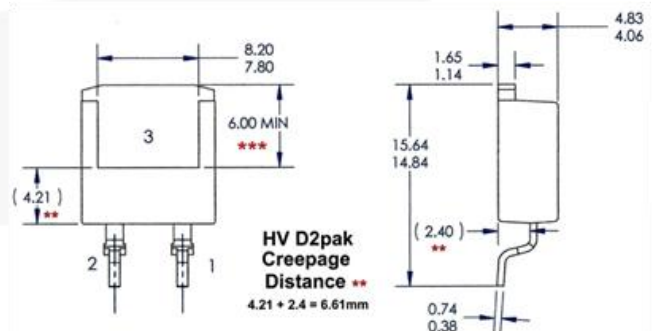 8.20
7.80
3
6.00 MIN
***
( 4.21 )
**
2
1
HV D2pak
Creepage
Distance **
4.21 + 2.4 = 6.61mm
4.83
4.06
1.65
1.14
15.64
14.84
( 2.40 )
**
0.74
0.38